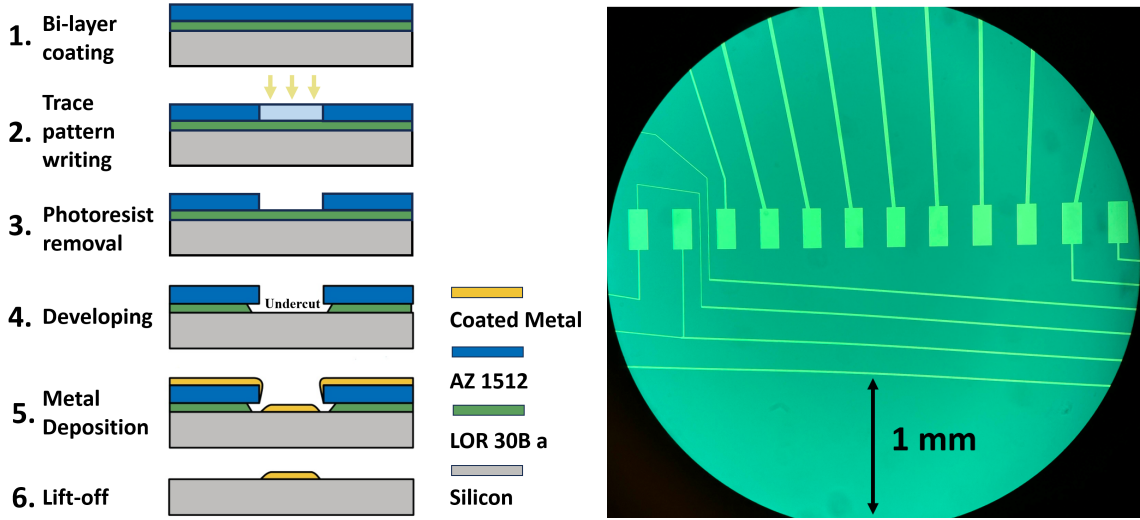 1. Bi-layer
coating
2. Trace
pattern
writing
3. Photoresist
removal
4. Developing
Undercut
5. Metal
Deposition
6. Lift-off
Coated Metal
AZ 1512
LOR 30B a
Silicon
1 mm